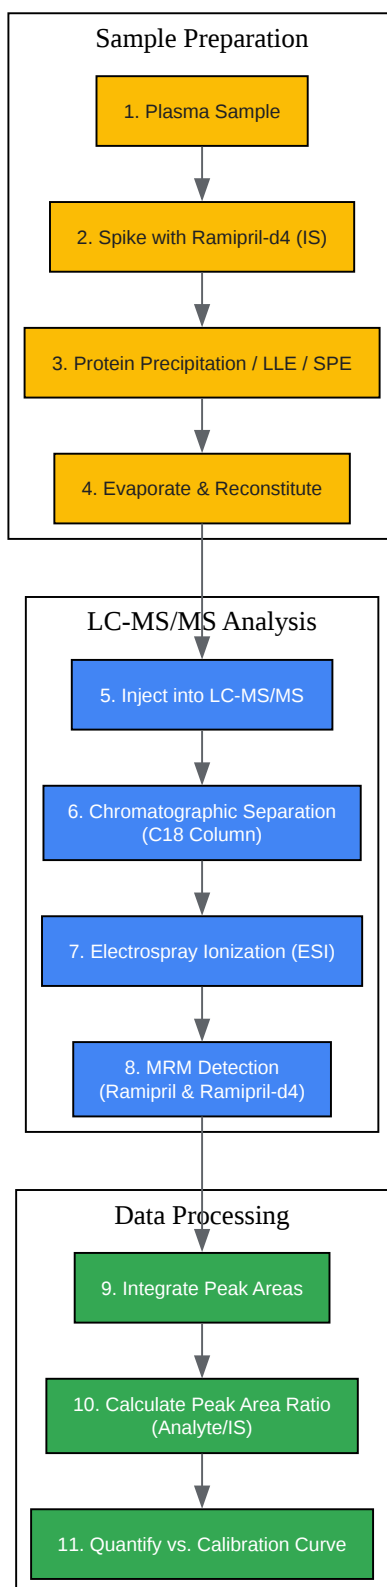 Sample Preparation
1. Plasma Sample
2. Spike with Ramipril-d4 (IS)
3. Protein Precipitation / LLE / SPE
4. Evaporate & Reconstitute
LC-MS/MS Analysis
5. Inject into LC-MS/MS
6. Chromatographic Separation
(C18 Column)
7. Electrospray Ionization (ESI)
8. MRM Detection
(Ramipril & Ramipril-d4)
Data Processing
9. Integrate Peak Areas
10. Calculate Peak Area Ratio
(Analyte/IS)
11. Quantify vs. Calibration Curve